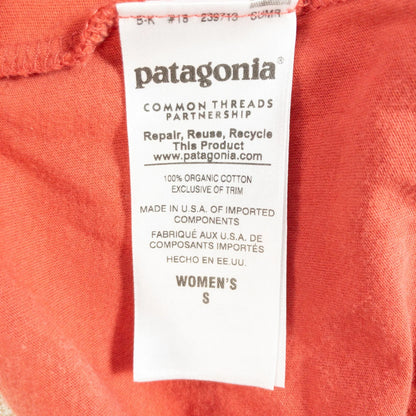 B-K #18 239713 SUMR
patagonia®
COMMON THREADS
PARTNERSHIP
Repair, Reuse, Recycle
This Product
www.patagonia.com
100% ORGANIC COTTON
EXCLUSIVE OF TRIM
MADE IN U.S.A. OF IMPORTED
COMPONENTS
FABRIQUÉ AUX U.S.A. DE
COMPOSANTS IMPORTÉS
HECHO EN EE.UU.
WOMEN'S
S